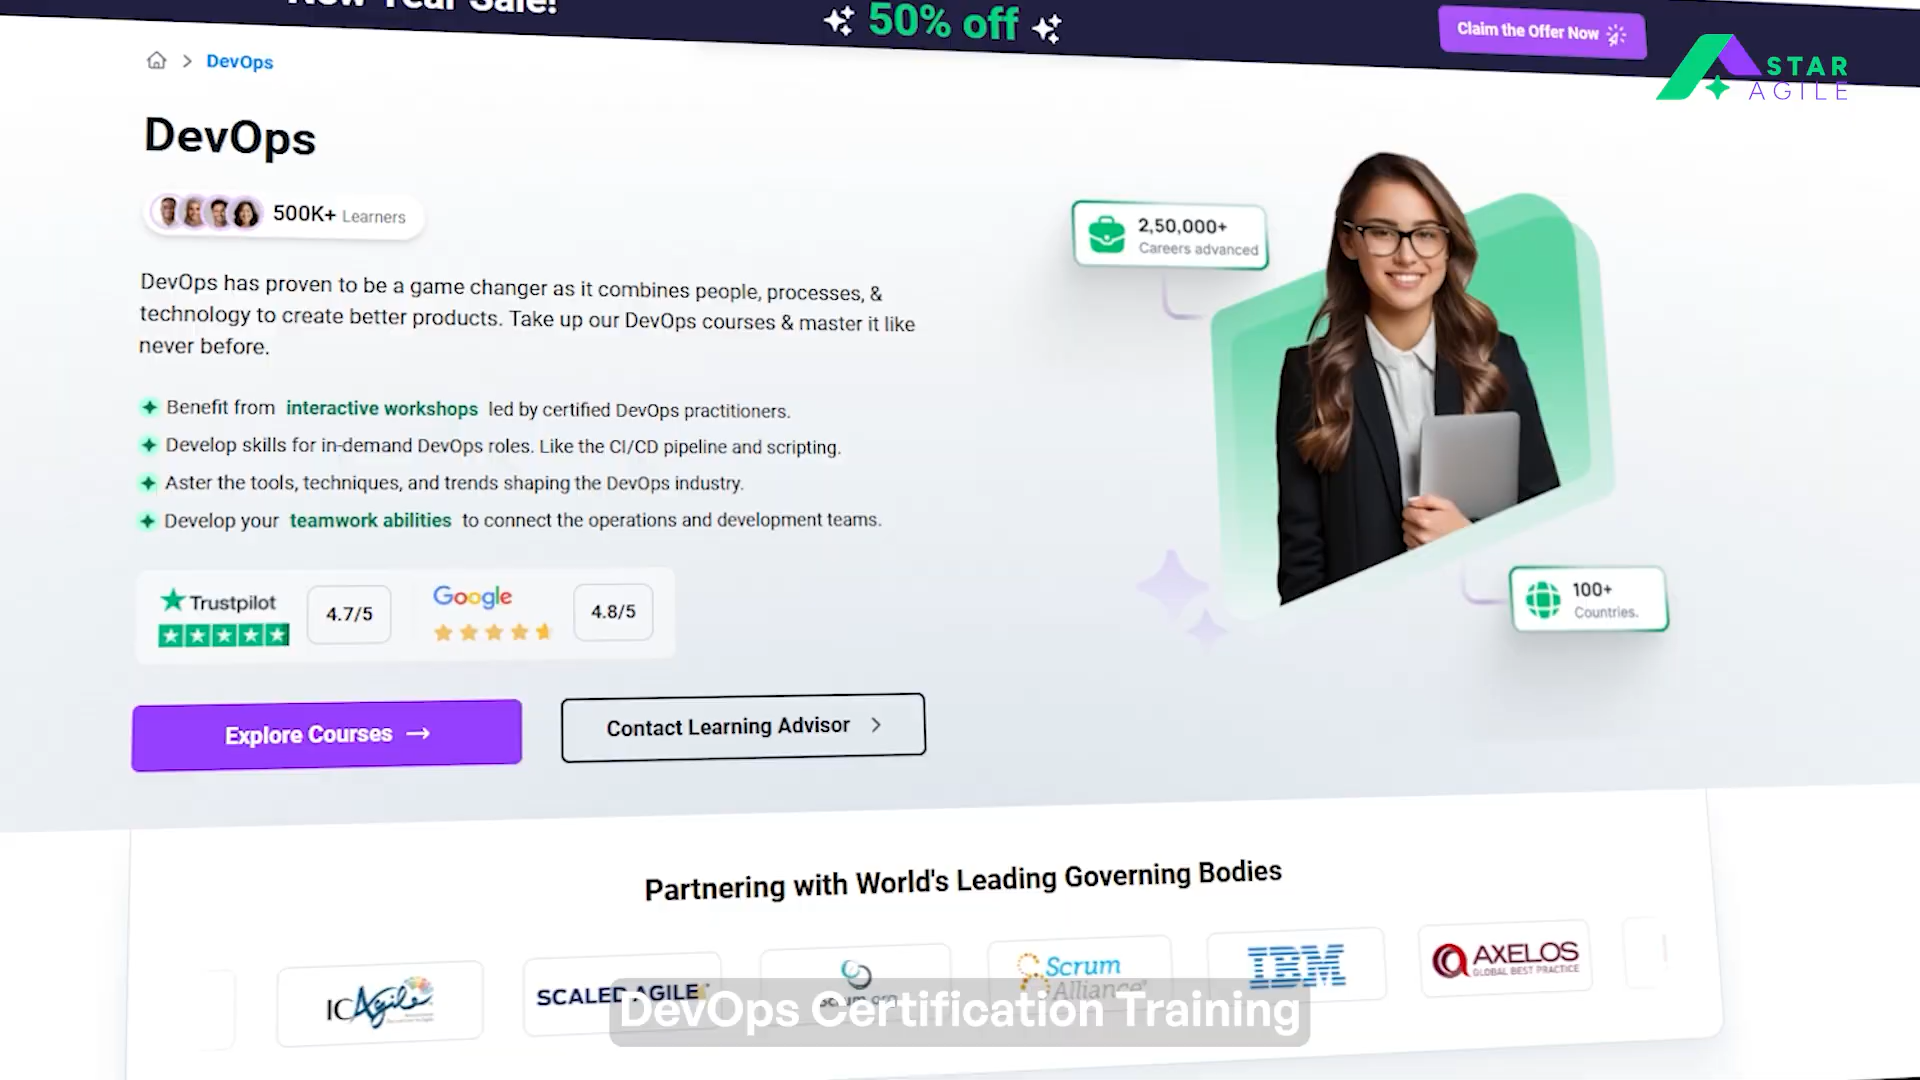 New Year Sale!
50% off
Claim the Offer Now
STAR
AGILE
DevOps
DevOps
500K+ Learners
DevOps has proven to be a game changer as it combines people, processes, &
technology to create better products. Take up our DevOps courses & master it like
never before.
Benefit from interactive workshops led by certified DevOps practitioners.
Develop skills for in-demand DevOps roles. Like the CI/CD pipeline and scripting.
Aster the tools, techniques, and trends shaping the DevOps industry.
Develop your teamwork abilities to connect the operations and development teams.
2,50,000+
Careers advanced
100+
Countries.
Trustpilot
4.7/5
Google
4.8/5
Explore Courses
Contact Learning Advisor
Partnering with World's Leading Governing Bodies
ICAgile
SCALED AGILE
Scrum
Alliance
IBM
AXELOS
GLOBAL BEST PRACTICE
DevOps Certification Training